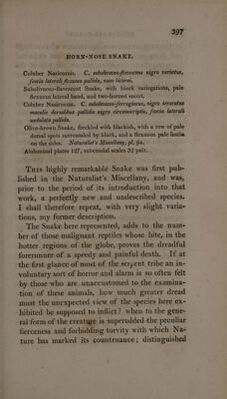 397
HORN-NOSE SNAKE.
Coluber Nasicornis. C. subolivaceo-flavescens nigro variatus,
fascia laterali flexuosa pallida, naso bicorni.
Subolivaceous-flavescent Snake, with black variegations, pale
flexuous lateral band, and two-horned snout.
Coluber Nasicornis. C. subolivaceo-ferrugineus, nigro irroratus
maculis dorsalibus pallidis nigro circumscriptis, fascia laterali
undulata pallida.
Olive-brown Snake, freckled with blackish, with a row of pale
dorsal spots surrounded by black, and a flexuous pale fascia
on the sides. Naturalist's Miscellany, pl. 94.
Abdominal plates 127, subcaudal scales 32 pair.
THIS highly remarkable Snake was first pub-
lished in the Naturalist's Miscellany, and was,
prior to the period of its introduction into that
work, a perfectly new and undescribed species.
I shall therefore repeat, with very slight varia-
tions, my former description.
The Snake here represented, adds to the num-
ber of those malignant reptiles whose bite, in the
hotter regions of the globe, proves the dreadful
forerunner of a speedy and painful death. If at
the first glance of most of the serpent tribe an in-
voluntary sort of horror and alarm is so often felt
by those who are unaccustomed to the examina-
tion of these animals, how much greater dread
must the unexpected view of the species here ex-
hibited be supposed to inflict? when to the gene-
ral form of the creature is superadded the peculiar
fierceness and forbidding torvity with which Na-
ture has marked its countenance; distinguished